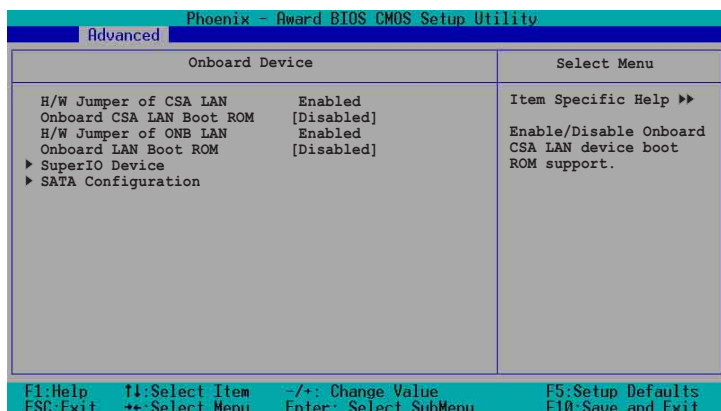 Phoenix - Award BIOS CMOS Setup Utility
Advanced
Onboard Device
Select Menu
H/W Jumper of CSA LAN Enabled
Onboard CSA LAN Boot ROM [Disabled]
H/W Jumper of ONB LAN Enabled
Onboard LAN Boot ROM [Disabled]
▶ SuperIO Device
▶ SATA Configuration
Item Specific Help ▶▶
Enable/Disable Onboard
CSA LAN device boot
ROM support.
F1:Help ↑↓:Select Item -/+: Change Value F5:Setup Defaults
ESC:Exit →←:Select Menu Enter: Select SubMenu F10:Save and Exit